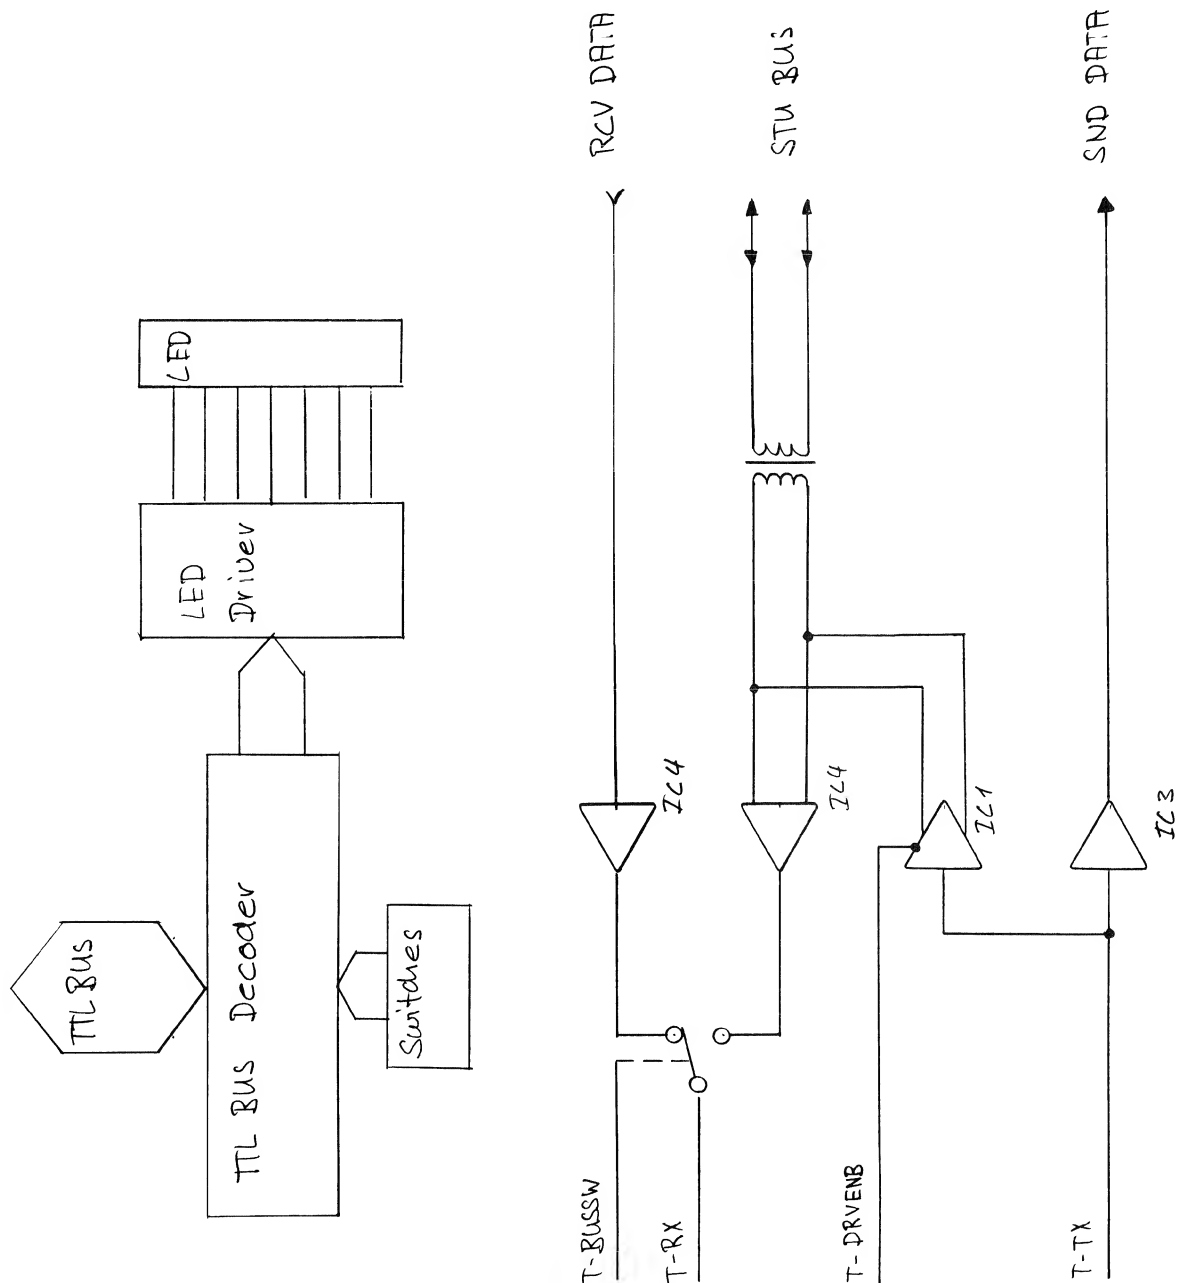 TTL BUS
TTL BUS Decoder
Switches
LED
Driver
LED
RCV DATA
STU BUS
SND DATA
IC4
IC4
IC1
IC3
T-BUSSW
T-RX
T-DRVENB
T-TX